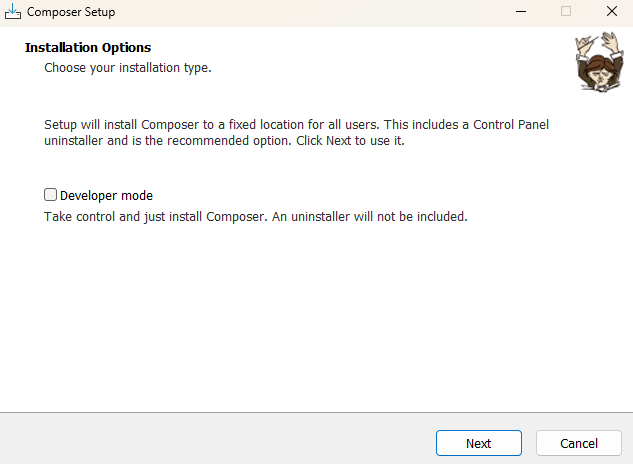 Composer Setup
Installation Options
Choose your installation type.
Setup will install Composer to a fixed location for all users. This includes a Control Panel
uninstaller and is the recommended option. Click Next to use it.
Developer mode
Take control and just install Composer. An uninstaller will not be included.
Next
Cancel